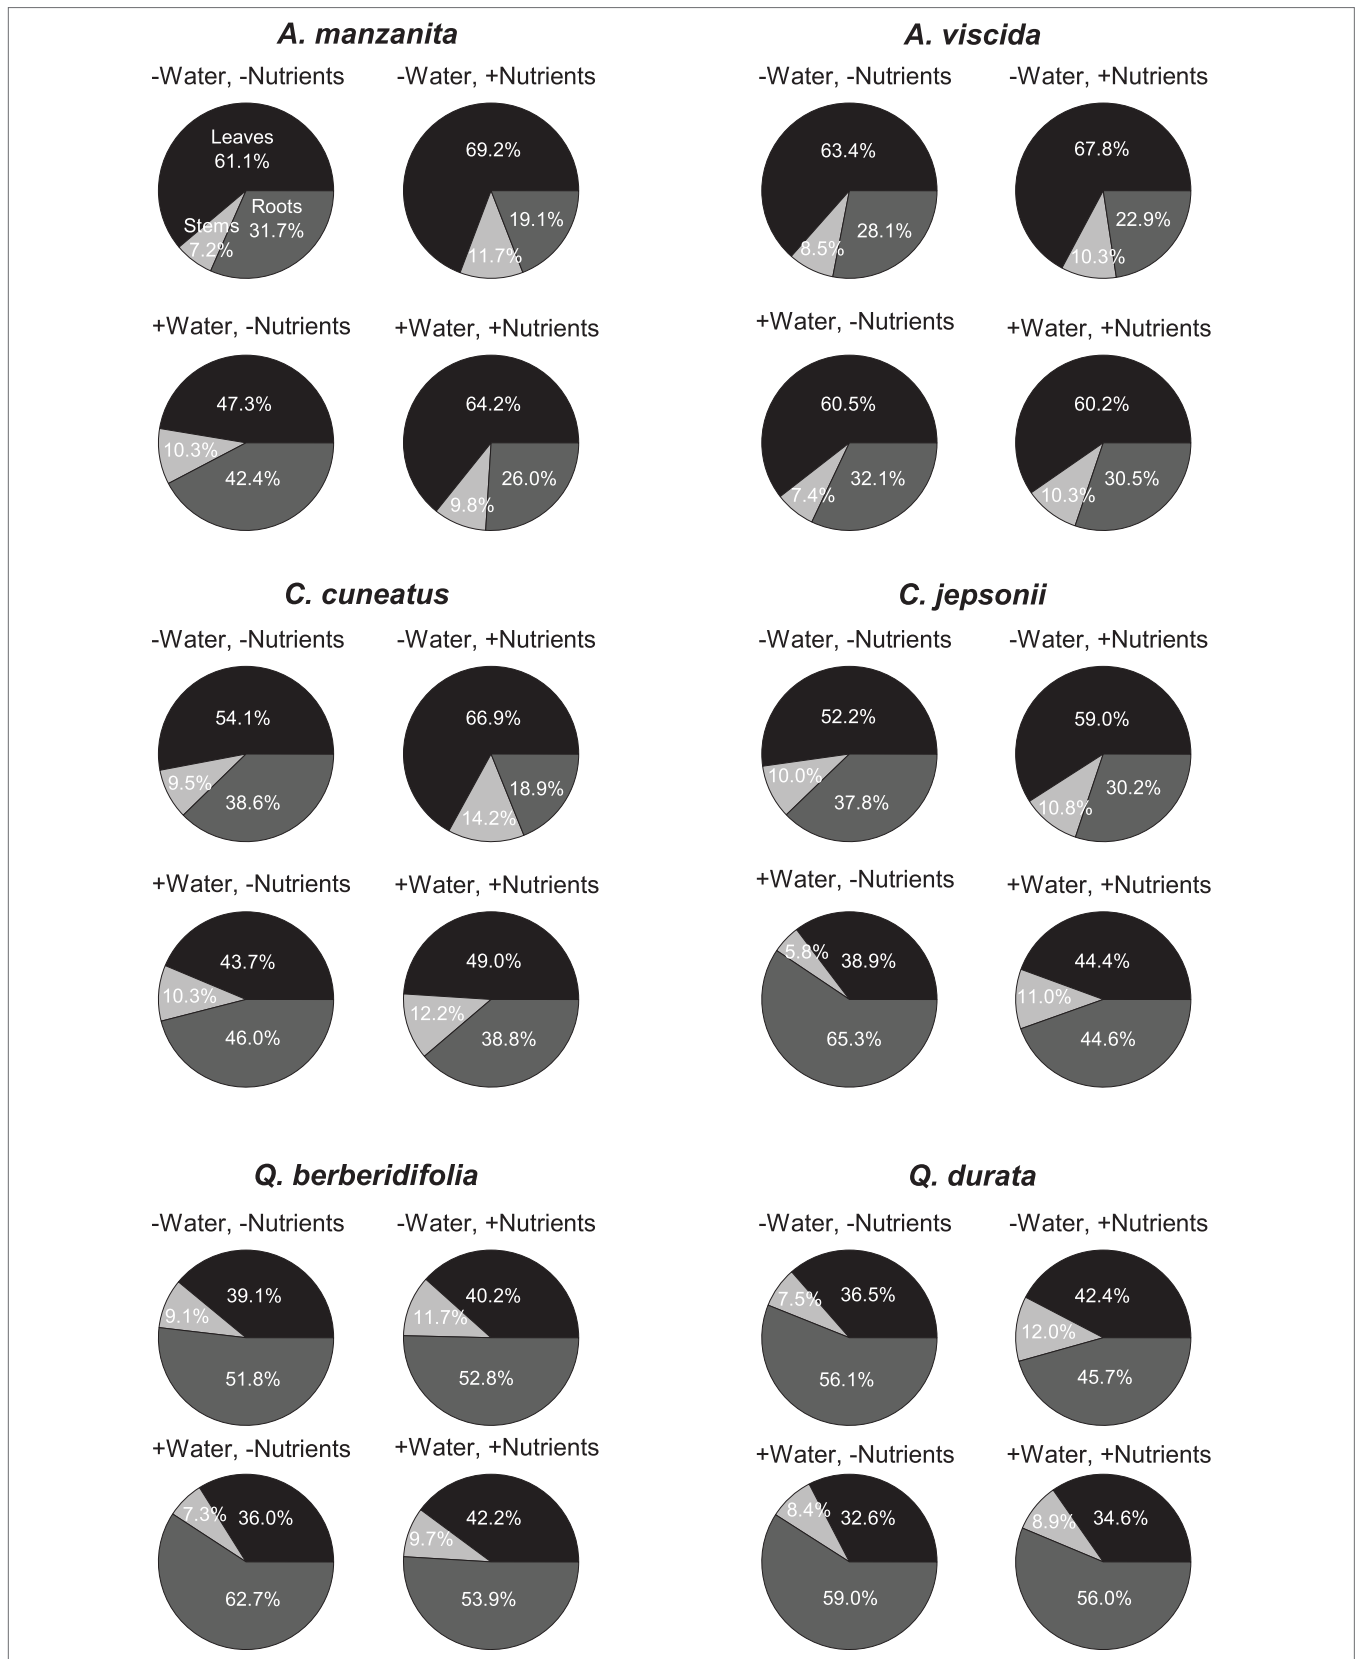 A. manzanita
-Water, -Nutrients
Leaves
61.1%
Stems
7.2%
Roots
31.7%
-Water, +Nutrients
69.2%
19.1%
11.7%
+Water, -Nutrients
47.3%
10.3%
42.4%
+Water, +Nutrients
64.2%
26.0%
9.8%
A. viscida
-Water, -Nutrients
63.4%
28.1%
8.5%
-Water, +Nutrients
67.8%
22.9%
10.3%
+Water, -Nutrients
60.5%
32.1%
7.4%
+Water, +Nutrients
60.2%
30.5%
10.3%
C. cuneatus
-Water, -Nutrients
54.1%
9.5%
38.6%
-Water, +Nutrients
66.9%
18.9%
14.2%
+Water, -Nutrients
43.7%
10.3%
46.0%
+Water, +Nutrients
49.0%
12.2%
38.8%
C. jepsonii
-Water, -Nutrients
52.2%
10.0%
37.8%
-Water, +Nutrients
59.0%
30.2%
10.8%
+Water, -Nutrients
5.8%
38.9%
65.3%
+Water, +Nutrients
44.4%
11.0%
44.6%
Q. berberidifolia
-Water, -Nutrients
39.1%
9.1%
51.8%
-Water, +Nutrients
40.2%
11.7%
52.8%
+Water, -Nutrients
7.3%
36.0%
62.7%
+Water, +Nutrients
42.2%
9.7%
53.9%
Q. durata
-Water, -Nutrients
36.5%
7.5%
56.1%
-Water, +Nutrients
42.4%
12.0%
45.7%
+Water, -Nutrients
8.4%
32.6%
59.0%
+Water, +Nutrients
34.6%
8.9%
56.0%